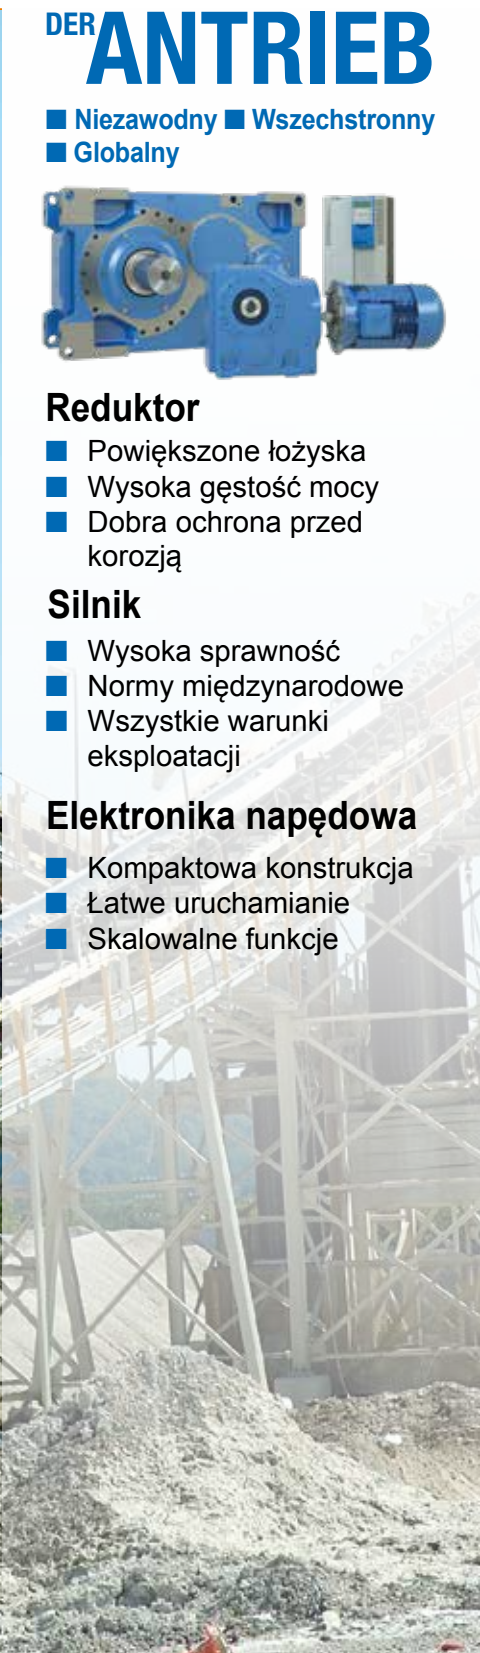 DER ANTRIEB
■ Niezawodny ■ Wszechstronny
■ Globalny
Reduktor
■ Powiększone łożyska
■ Wysoka gęstość mocy
■ Dobra ochrona przed
korozją
Silnik
■ Wysoka sprawność
■ Normy międzynarodowe
■ Wszystkie warunki
eksploatacji
Elektronika napędowa
■ Kompaktowa konstrukcja
■ Łatwe uruchamianie
■ Skalowalne funkcje